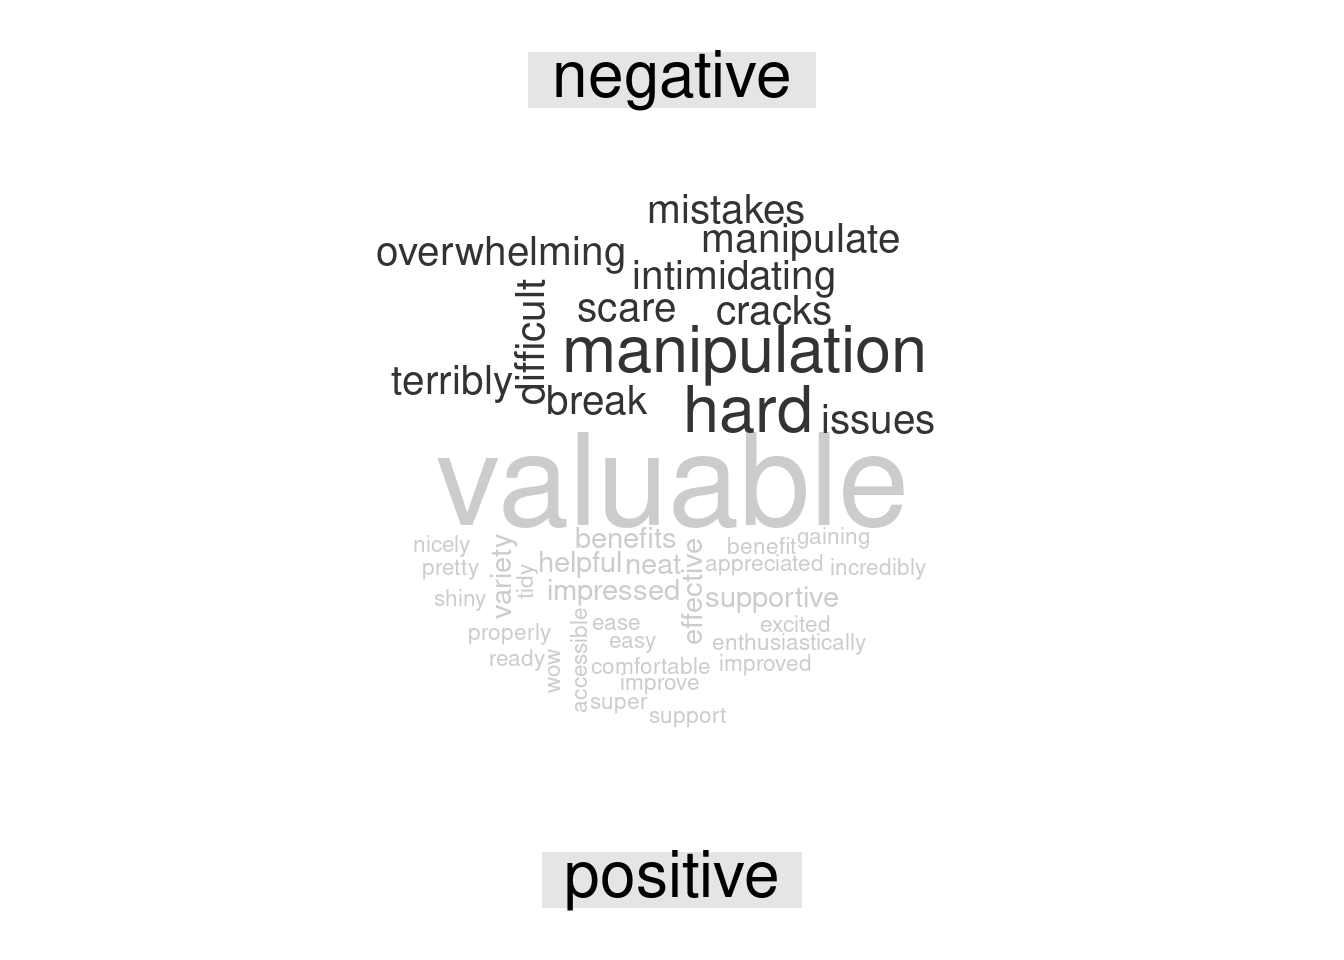 negative
mistakes
manipulate
overwhelming
intimidating
difficult
scare
cracks
manipulation
terribly
break
hard
issues
valuable
nicely
variety
benefits
effective
benefit
gaining
pretty
tidy
helpful
neat
appreciated
incredibly
shiny
impressed
supportive
properly
accessible
ease
easy
excited
enthusiastically
ready
wow
comfortable
improved
improve
super
support
positive